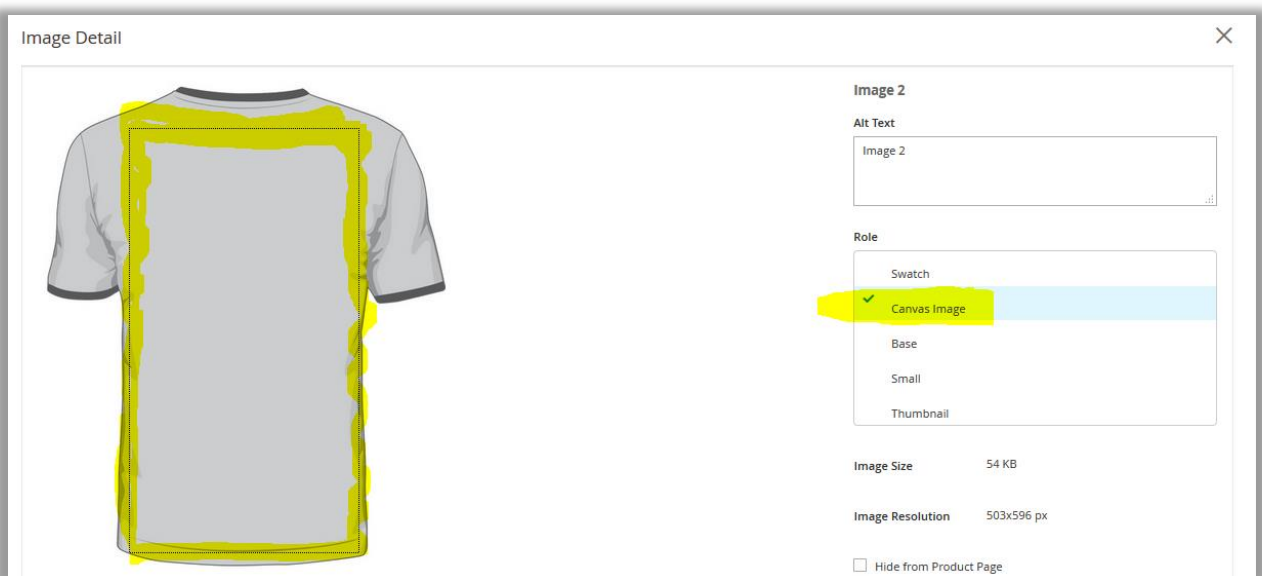 Image Detail
Image 2
Alt Text
Image 2
Role
Swatch
Canvas Image
Base
Small
Thumbnail
Image Size 54 KB
Image Resolution 503x596 px
Hide from Product Page